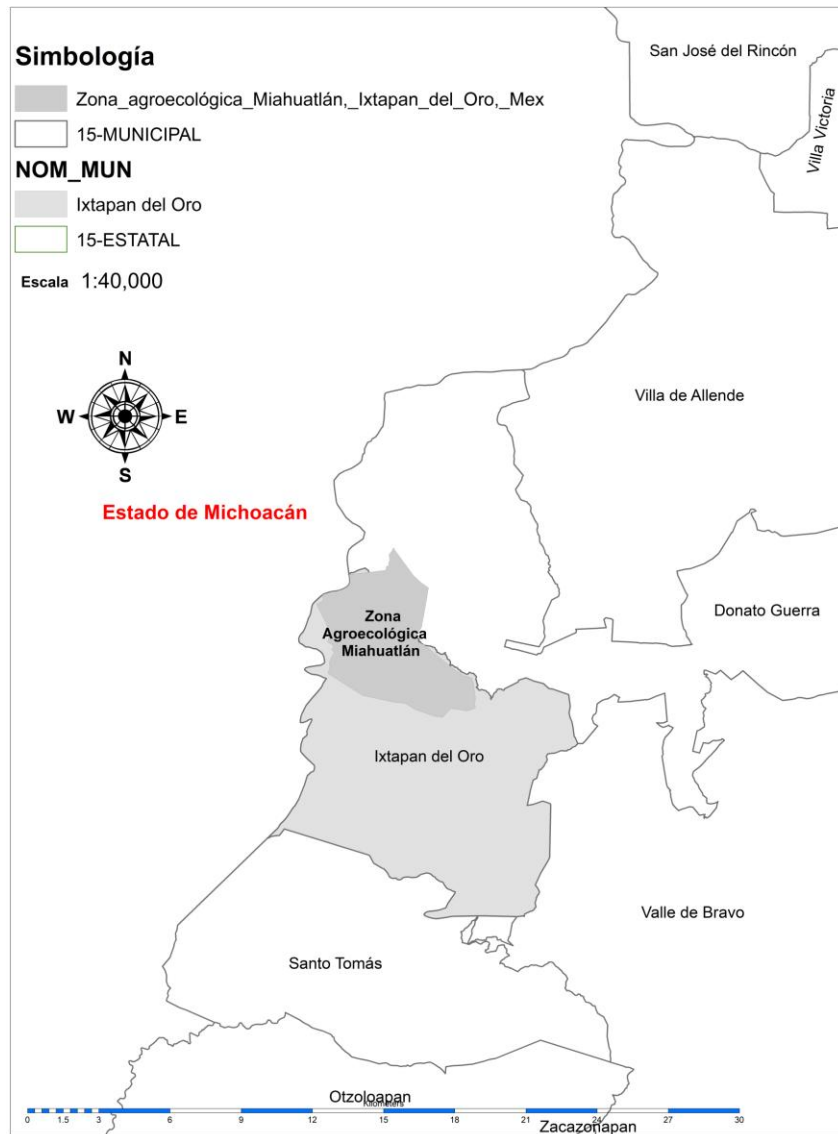 Simbología
Zona_agroecológica_Miahuatlán,_Ixtapan_del_Oro,_Mex
15-MUNICIPAL
NOM_MUN
Ixtapan del Oro
15-ESTATAL
Escala 1:40,000
N
W E
S
Estado de Michoacán
San José del Rincón
Villa Victoria
Villa de Allende
Donato Guerra
Zona
Agroecológica
Miahuatlán
Ixtapan del Oro
Valle de Bravo
Santo Tomás
Otzoloapan
Kilometers
0 1.5 3 6 9 12 15 18 21 24 27 30
Zacazonapan